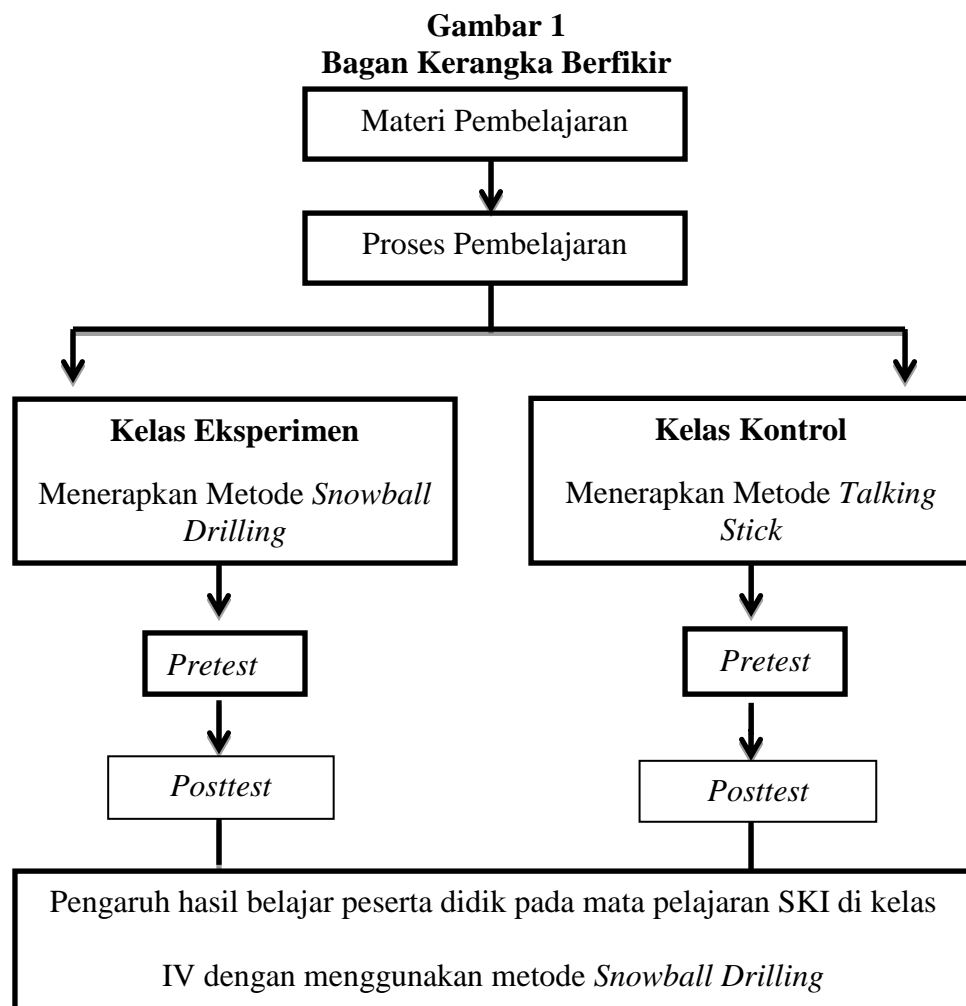 Gambar 1
Bagan Kerangka Berfikir
Materi Pembelajaran
Proses Pembelajaran
Kelas Eksperimen
Menerapkan Metode Snowball
Drilling
Kelas Kontrol
Menerapkan Metode Talking
Stick
Pretest
Pretest
Posttest
Posttest
Pengaruh hasil belajar peserta didik pada mata pelajaran SKI di kelas
IV dengan menggunakan metode Snowball Drilling